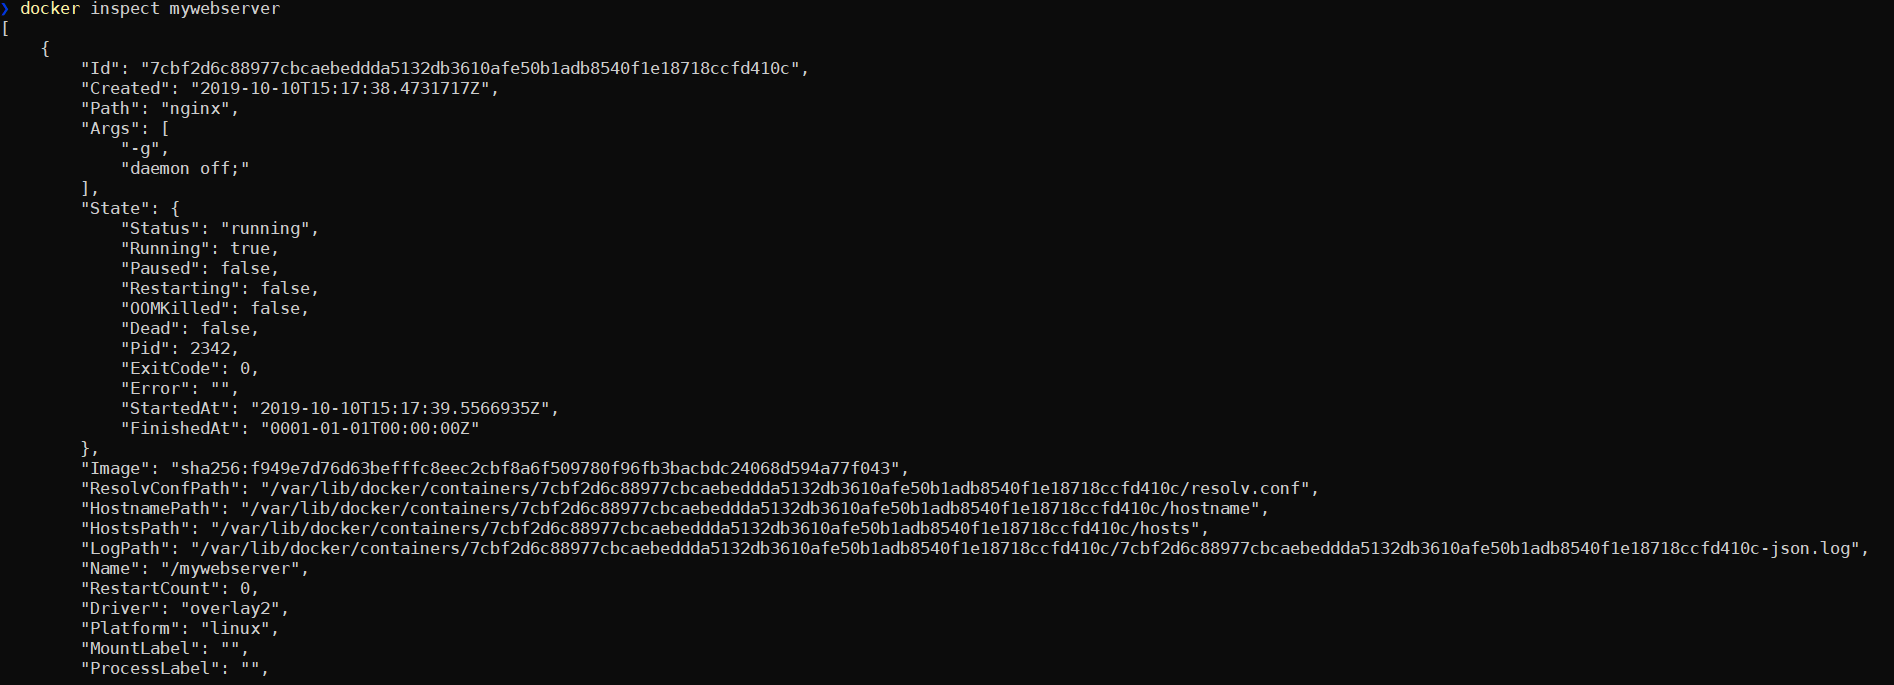 ❯ docker inspect mywebserver
[
    {
        "Id": "7cbf2d6c88977cbcaebeddda5132db3610afe50b1adb8540f1e18718ccfd410c",
        "Created": "2019-10-10T15:17:38.4731717Z",
        "Path": "nginx",
        "Args": [
            "-g",
            "daemon off;"
        ],
        "State": {
            "Status": "running",
            "Running": true,
            "Paused": false,
            "Restarting": false,
            "OOMKilled": false,
            "Dead": false,
            "Pid": 2342,
            "ExitCode": 0,
            "Error": "",
            "StartedAt": "2019-10-10T15:17:39.5566935Z",
            "FinishedAt": "0001-01-01T00:00:00Z"
        },
        "Image": "sha256:f949e7d76d63befffc8eec2cbf8a6f509780f96fb3bacbdc24068d594a77f043",
        "ResolvConfPath": "/var/lib/docker/containers/7cbf2d6c88977cbcaebeddda5132db3610afe50b1adb8540f1e18718ccfd410c/resolv.conf",
        "HostnamePath": "/var/lib/docker/containers/7cbf2d6c88977cbcaebeddda5132db3610afe50b1adb8540f1e18718ccfd410c/hostname",
        "HostsPath": "/var/lib/docker/containers/7cbf2d6c88977cbcaebeddda5132db3610afe50b1adb8540f1e18718ccfd410c/hosts",
        "LogPath": "/var/lib/docker/containers/7cbf2d6c88977cbcaebeddda5132db3610afe50b1adb8540f1e18718ccfd410c/7cbf2d6c88977cbcaebeddda5132db3610afe50b1adb8540f1e18718ccfd410c-json.log",
        "Name": "/mywebserver",
        "RestartCount": 0,
        "Driver": "overlay2",
        "Platform": "linux",
        "MountLabel": "",
        "ProcessLabel": "",